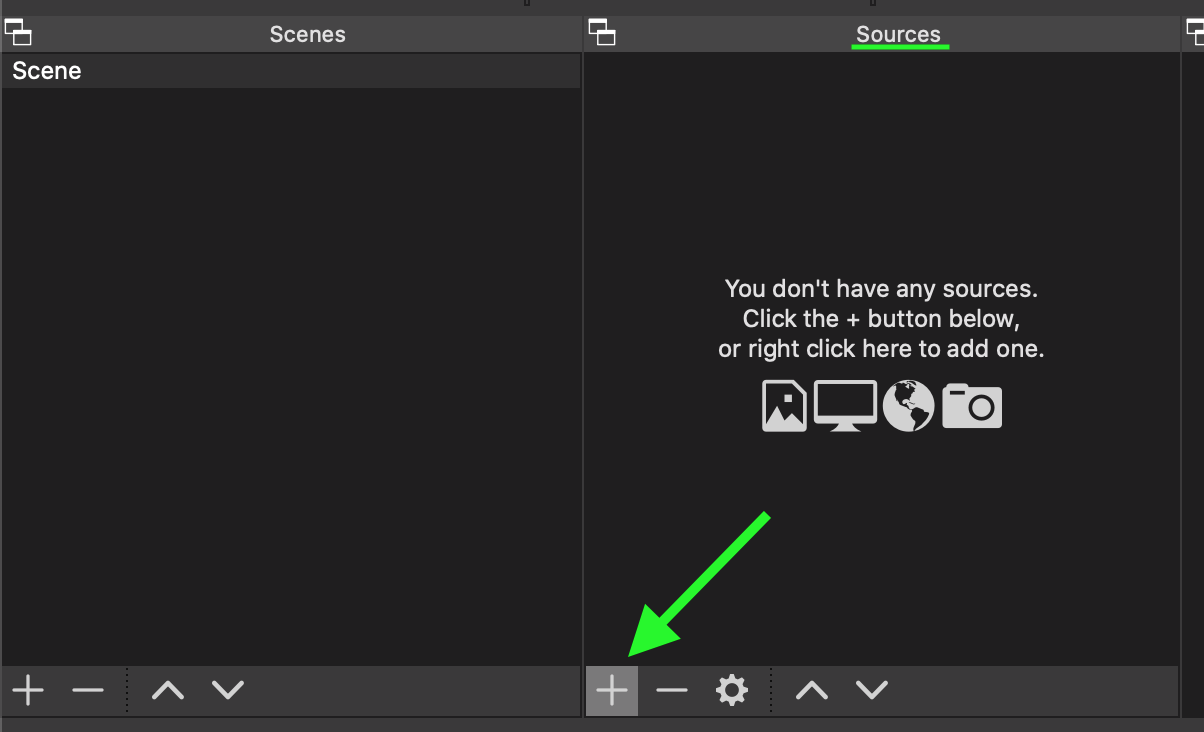 Scenes
Sources
Scene
You don't have any sources.
Click the + button below,
or right click here to add one.